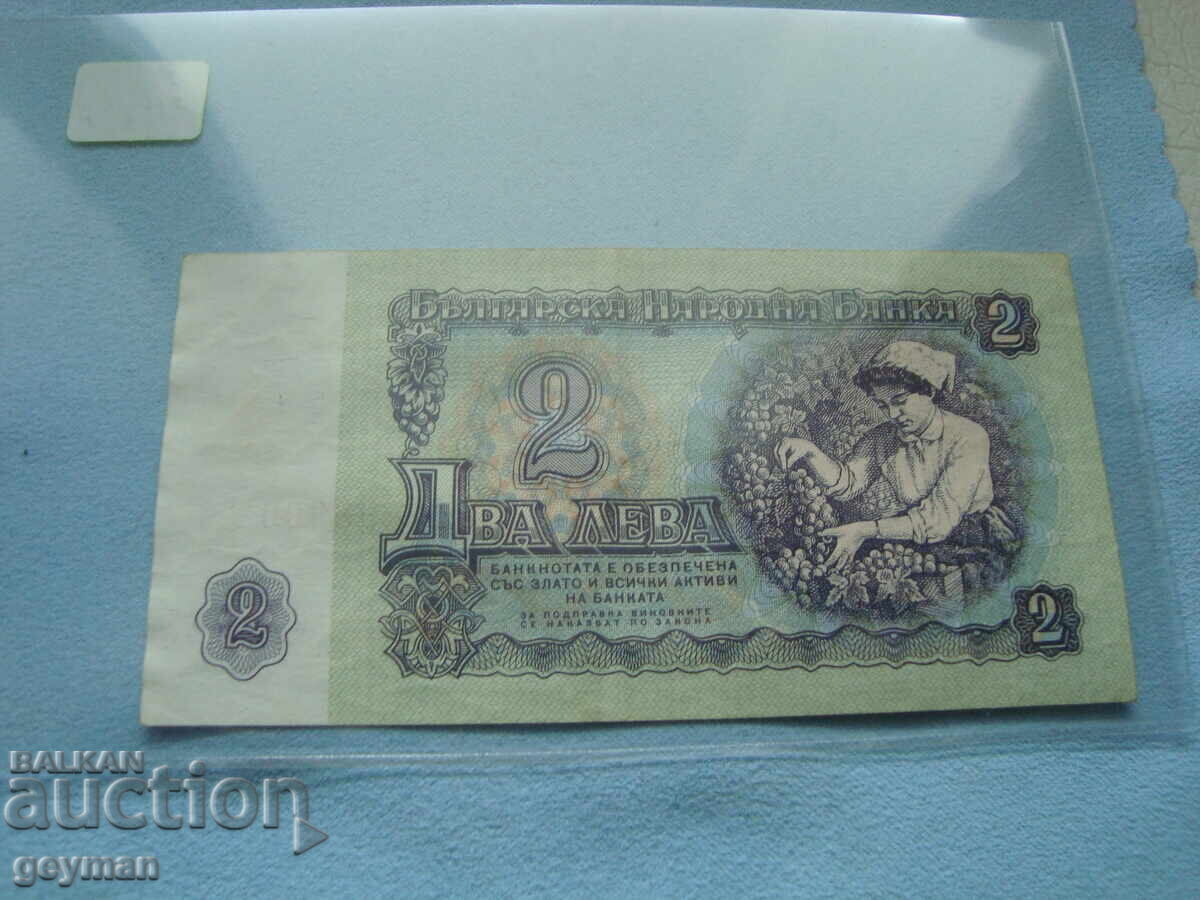 Българска Народна Банка
2
2
Два лева
Банкнотата е обезпечена
със злато и всички активи
на банката
За подправка виновните
се наказват по закона
2
2
2
BALKAN
auction
geyman